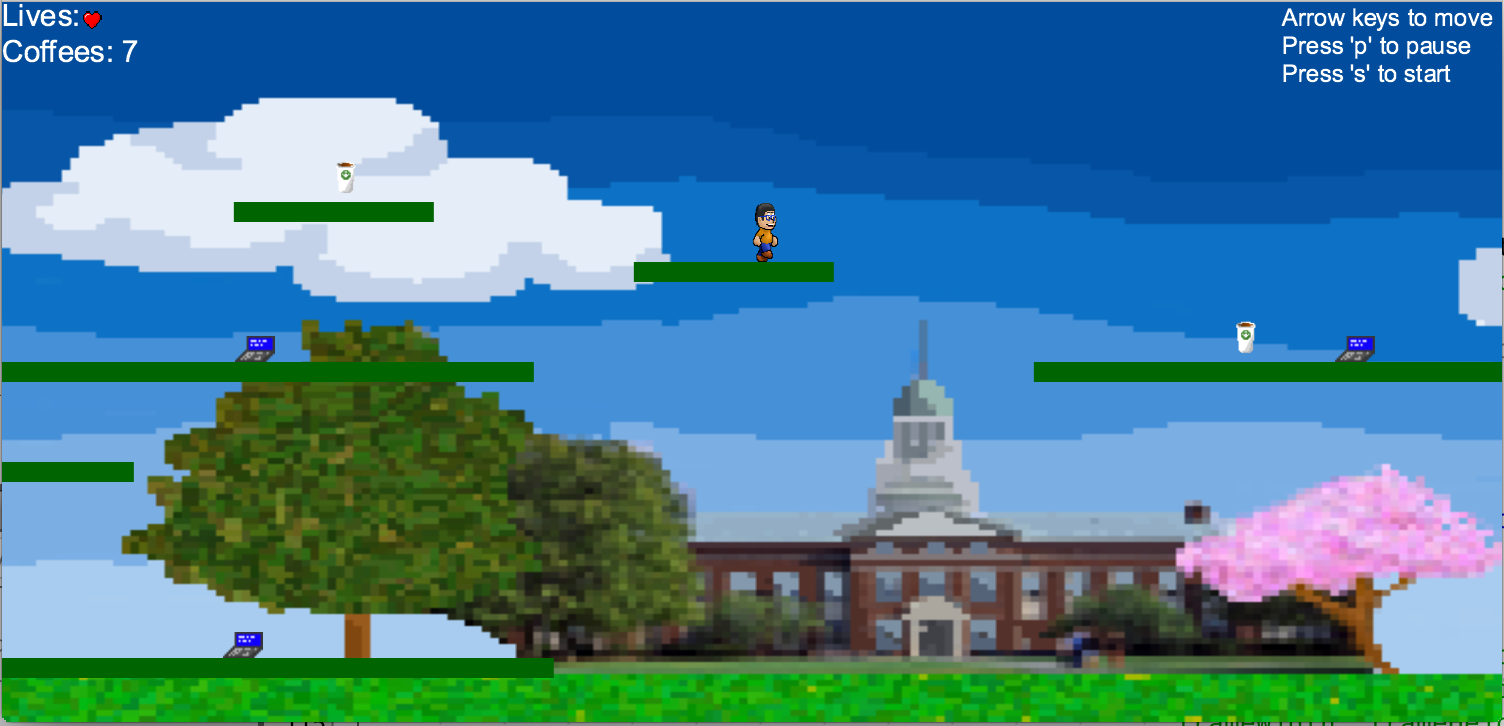 Lives:
Coffees: 7
Arrow keys to move
Press 'p' to pause
Press 's' to start